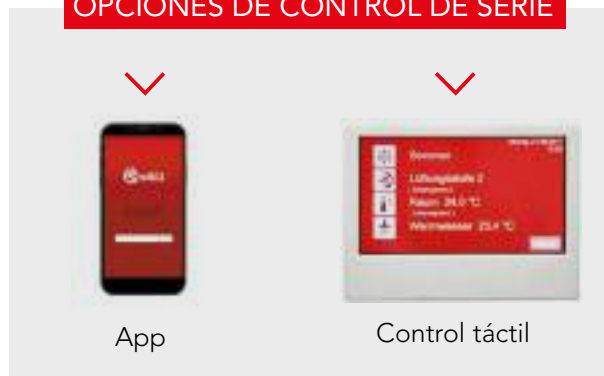 OPCIONES DE CONTROL DE SERIE
Sommer
Lüftungsstufe 2
Raum 24,0 °C
Warmwasser 23,4 °C
App
Control táctil